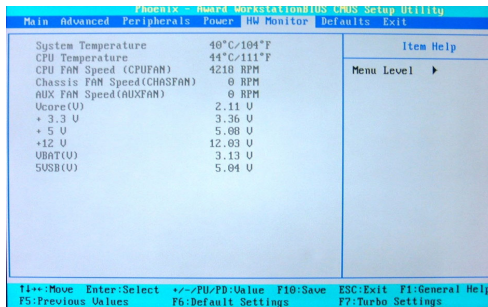 Phoenix - Award WorkstationBIOS CMOS Setup Utility
Main Advanced Peripherals Power HW Monitor Defaults Exit
System Temperature 40°C/104°F
CPU Temperature 44°C/111°F
CPU FAN Speed (CPUFAN) 4218 RPM
Chassis FAN Speed(CHASFAN) 0 RPM
AUX FAN Speed(AUXFAN) 0 RPM
Vcore(V) 2.11 V
+ 3.3 V 3.36 V
+ 5 V 5.08 V
+12 V 12.03 V
VBAT(V) 3.13 V
5VSB(V) 5.04 V
Item Help
Menu Level ▸
↑↓→←:Move Enter:Select +/-/PU/PD:Value F10:Save ESC:Exit F1:General Help
F5:Previous Values F6:Default Settings F7:Turbo Settings